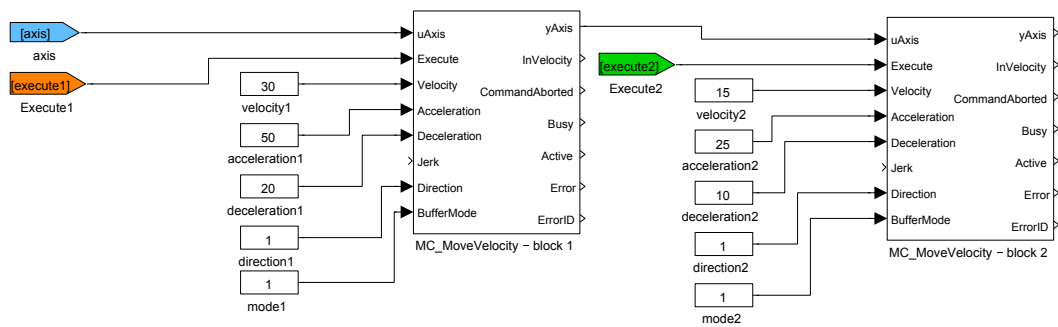 [axis]
axis
[execute1]
Execute1
30
velocity1
50
acceleration1
20
deceleration1
1
direction1
1
mode1
uAxis
Execute
Velocity
Acceleration
Deceleration
Jerk
Direction
BufferMode
yAxis
InVelocity
CommandAborted
Busy
Active
Error
ErrorID
MC_MoveVelocity − block 1
[execute2]
Execute2
15
velocity2
25
acceleration2
10
deceleration2
1
direction2
1
mode2
uAxis
Execute
Velocity
Acceleration
Deceleration
Jerk
Direction
BufferMode
yAxis
InVelocity
CommandAborted
Busy
Active
Error
ErrorID
MC_MoveVelocity − block 2